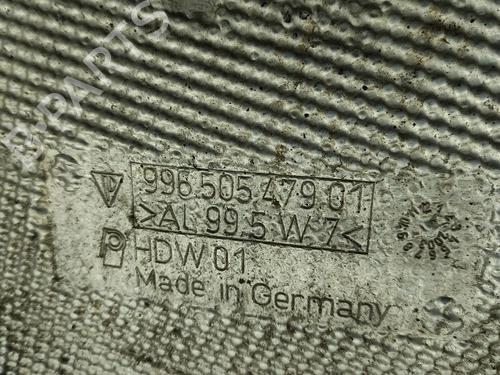 B-PARTS
996.505.479.01
>AL 99.5 W 7<
HDW 01
Made in Germany